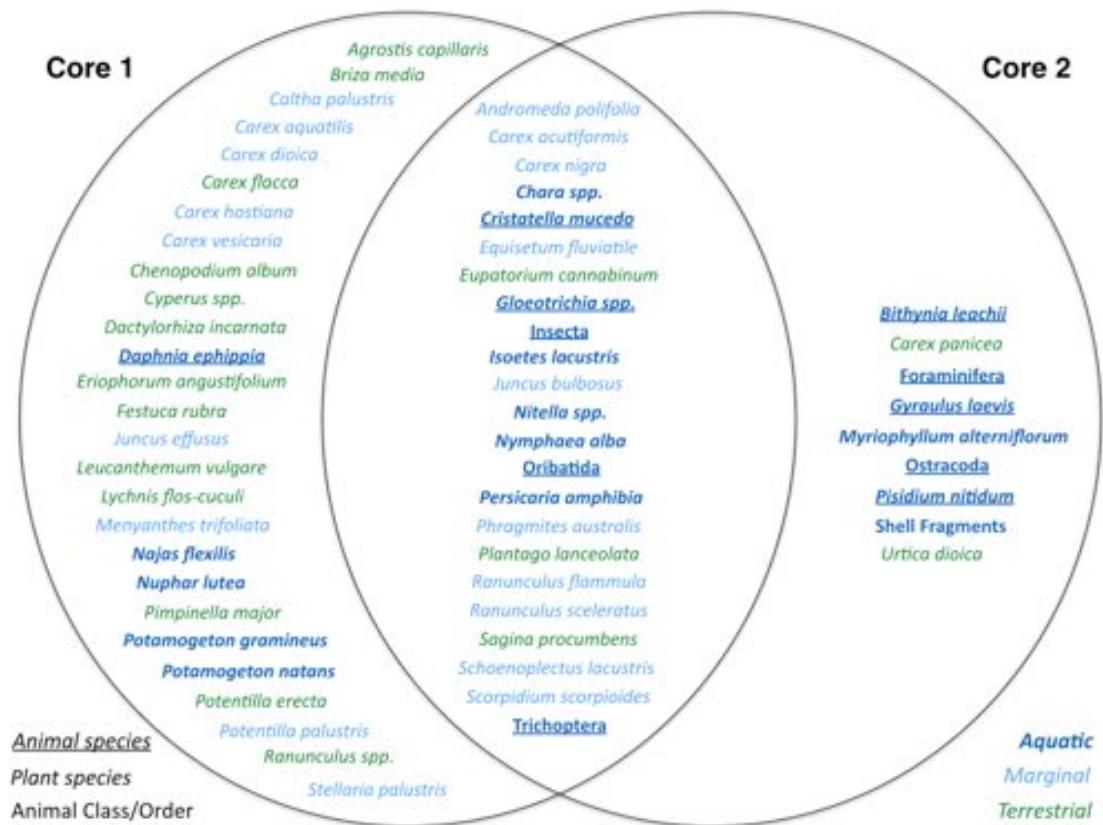 Core 1
Agrostis capillaris
Briza media
Caltha palustris
Carex aquatilis
Carex dioica
Carex flacca
Carex hostiana
Carex vesicaria
Chenopodium album
Cyperus spp.
Dactylorhiza incarnata
Daphnia ephippia
Eriophorum angustifolium
Festuca rubra
Juncus effusus
Leucanthemum vulgare
Lychnis flos-cuculi
Menyanthes trifoliata
Najas flexilis
Nuphar lutea
Pimpinella major
Potamogeton gramineus
Potamogeton natans
Potentilla erecta
Potentilla palustris
Ranunculus spp.
Stellaria palustris
Andromeda polifolia
Carex acutiformis
Carex nigra
Chara spp.
Cristatella mucedo
Equisetum fluviatile
Eupatorium cannabinum
Gloeotrichia spp.
Insecta
Isoetes lacustris
Juncus bulbosus
Nitella spp.
Nymphaea alba
Oribatida
Persicaria amphibia
Phragmites australis
Plantago lanceolata
Ranunculus flammula
Ranunculus sceleratus
Sagina procumbens
Schoenoplectus lacustris
Scorpidium scorpioides
Trichoptera
Core 2
Bithynia leachii
Carex panicea
Foraminifera
Gyraulus laevis
Myriophyllum alterniflorum
Ostracoda
Pisidium nitidum
Shell Fragments
Urtica dioica
Animal species
Plant species
Animal Class/Order
Aquatic
Marginal
Terrestrial